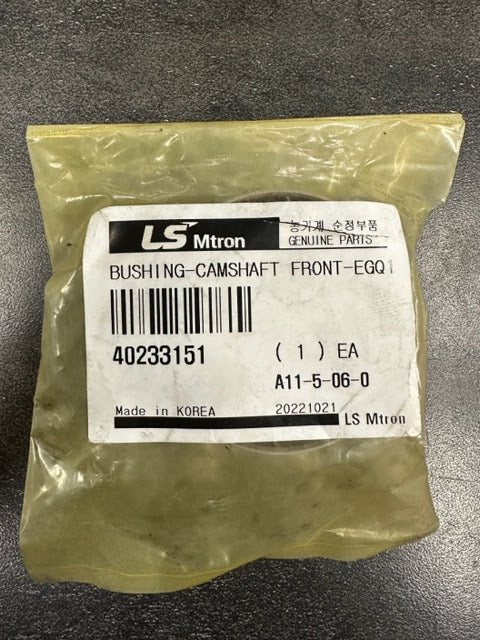 LS Mtron
농기계 순정부품
GENUINE PARTS
BUSHING-CAMSHAFT FRONT-EGQ1
40233151
( 1 ) EA
A11-5-06-0
Made in KOREA
20221021
LS Mtron